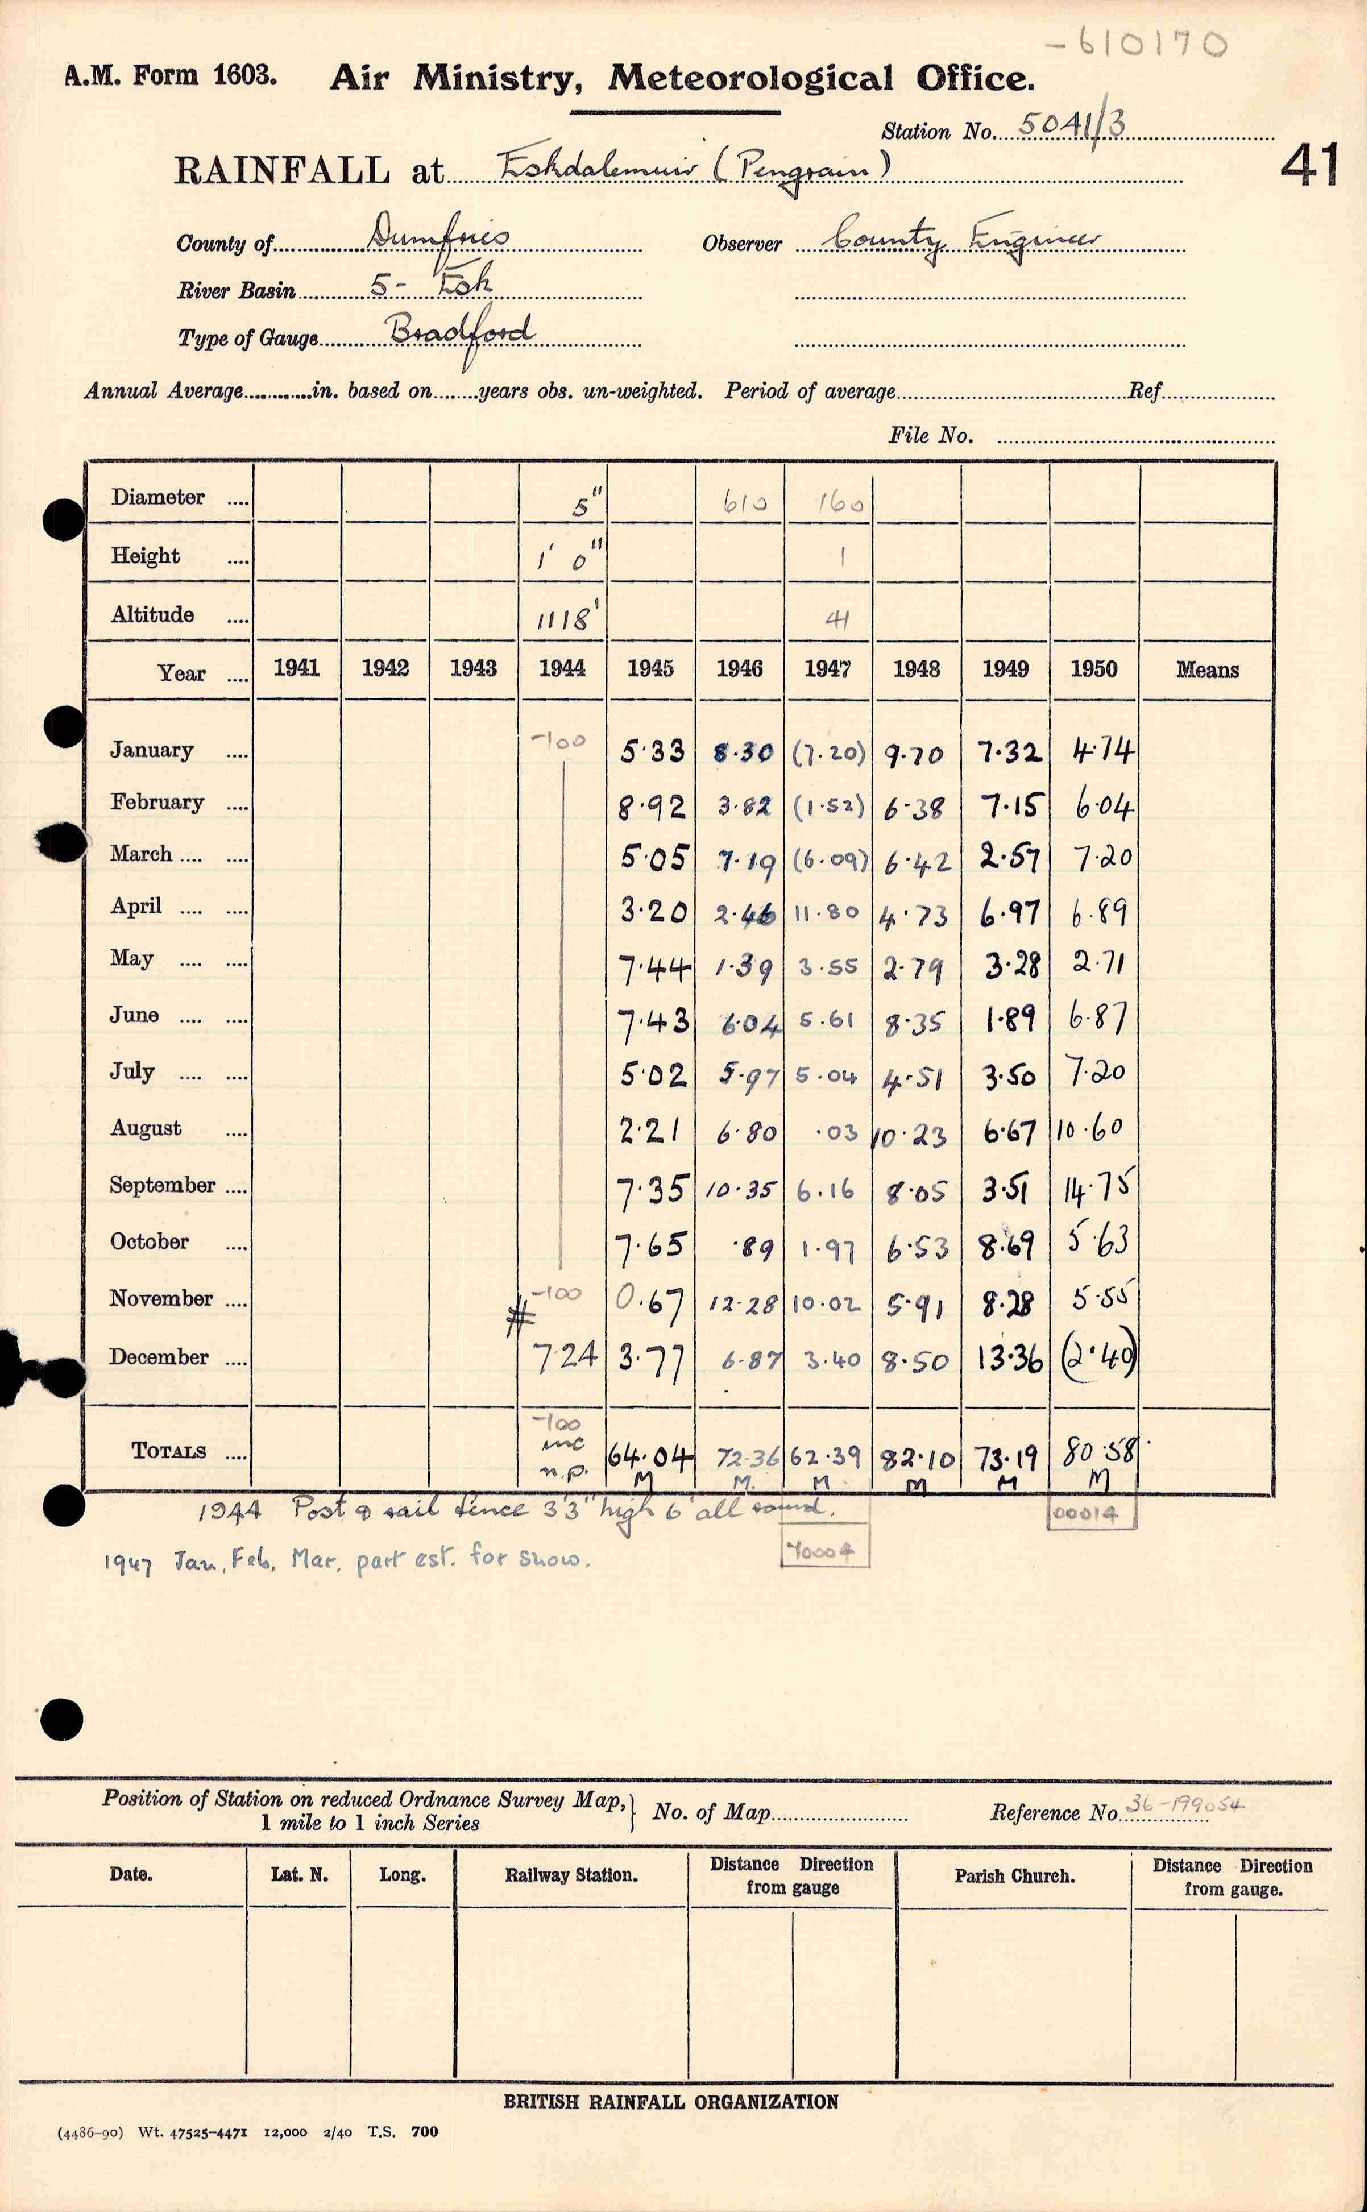 -610170
A.M. Form 1603. Air Ministry, Meteorological Office.
Station No. 5041/3
RAINFALL at Eskdalemuir (Pengrain)
41
County of Dumfries Observer County Engineer
River Basin 5- Esk
Type of Gauge Bradford
Annual Average in. based on years obs. un-weighted. Period of average Ref.
File No.
Diameter .... 5" 610 160
Height .... 1' 0" 1
Altitude .... 1118' 41
Year .... 1941 1942 1943 1944 1945 1946 1947 1948 1949 1950 Means
January .... -100 5.33 8.30 (7.20) 9.70 7.32 4.74
February .... 8.92 3.82 (1.52) 6.38 7.15 6.04
March .... .... 5.05 7.19 (6.09) 6.42 2.57 7.20
April .... .... 3.20 2.46 11.80 4.73 6.97 6.89
May .... .... 7.44 1.39 3.55 2.79 3.28 2.71
June .... .... 7.43 6.04 5.61 8.35 1.89 6.87
July .... .... 5.02 5.97 5.04 4.51 3.50 7.20
August .... 2.21 6.80 .03 10.23 6.67 10.60
September .... 7.35 10.35 6.16 8.05 3.51 14.75
October .... 7.65 .89 1.97 6.53 8.69 5.63
November .... -100 0.67 12.28 10.02 5.91 8.28 5.55
December .... # 7.24 3.77 6.87 3.40 8.50 13.36 (2.40)
-100
TOTALS .... inc 64.04 72.36 62.39 82.10 73.19 80.58
n.p. M M. M M M M
1944 Post & rail fence 3'3" high 6' all round.
00014
1947 Jan, Feb, Mar, part est. for snow.
40004
Position of Station on reduced Ordnance Survey Map, No. of Map Reference No. 36-199054
1 mile to 1 inch Series
Date. Lat. N. Long. Railway Station. Distance Direction Parish Church. Distance Direction
from gauge from gauge.
BRITISH RAINFALL ORGANIZATION
(4486-90) Wt. 47525-4471 12,000 2/40 T.S. 700